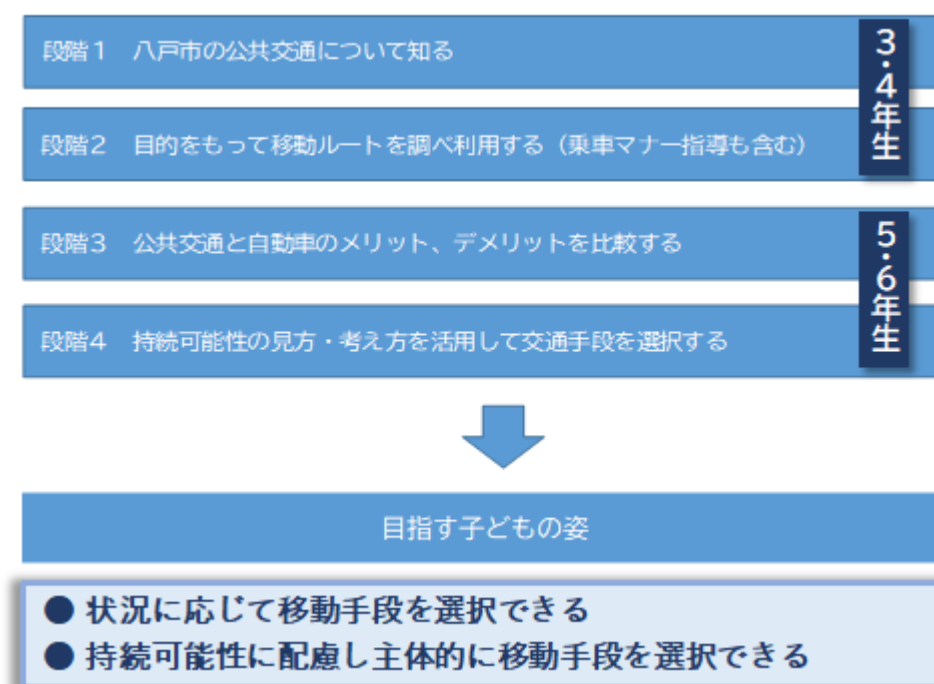 段階1 八戸市の公共交通について知る
段階2 目的をもって移動ルートを調べ利用する（乗車マナー指導も含む）
3・4年生
段階3 公共交通と自動車のメリット、デメリットを比較する
段階4 持続可能性の見方・考え方を活用して交通手段を選択する
5・6年生
目指す子どもの姿
● 状況に応じて移動手段を選択できる
● 持続可能性に配慮し主体的に移動手段を選択できる